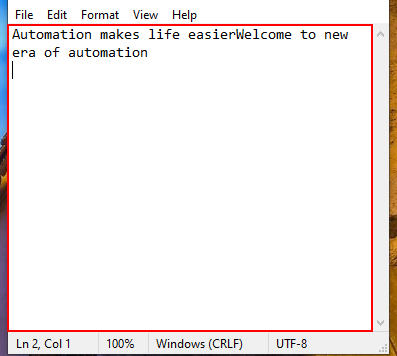 File Edit Format View Help
Automation makes life easierWelcome to new
era of automation
Ln 2, Col 1 100% Windows (CRLF) UTF-8